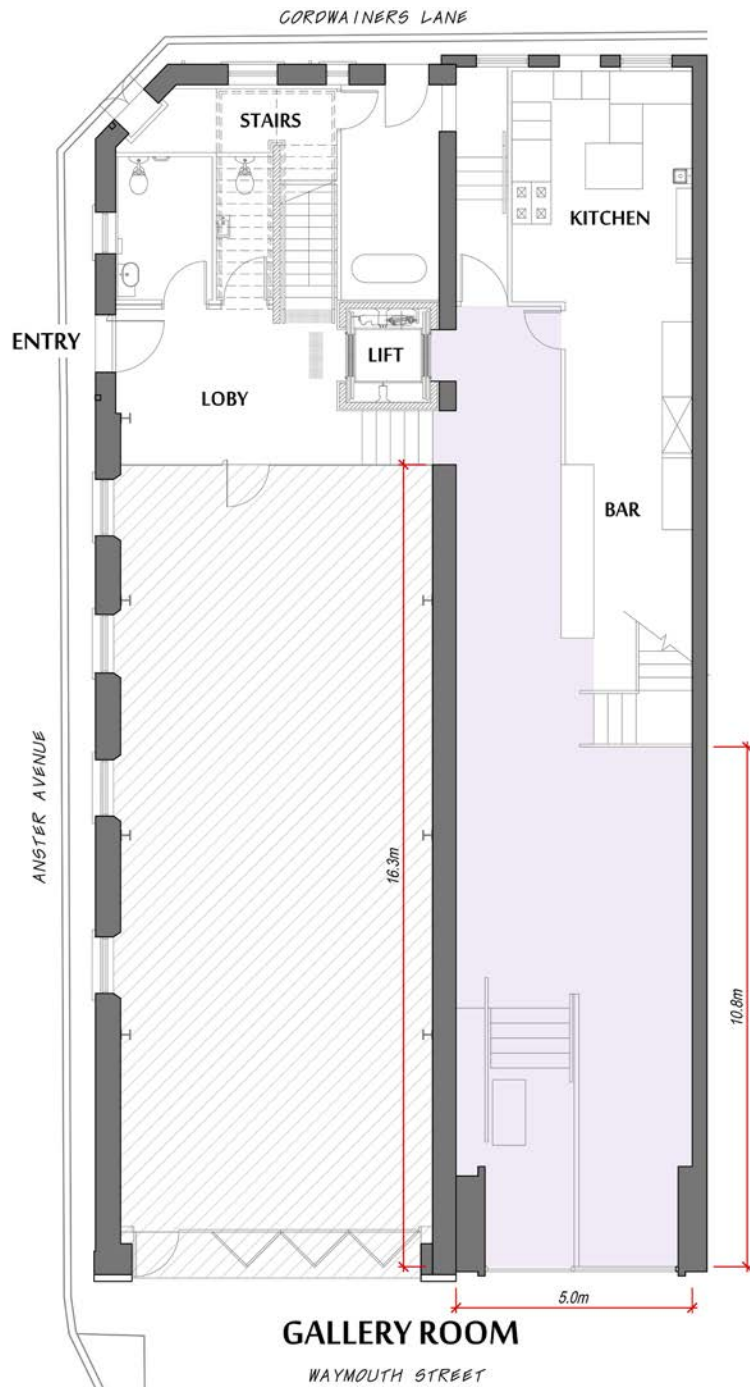 CORDWAINERS LANE
STAIRS
KITCHEN
ENTRY
LIFT
LOBY
BAR
ANSTER AVENUE
16.3m
10.8m
5.0m
GALLERY ROOM
WAYMOUTH STREET